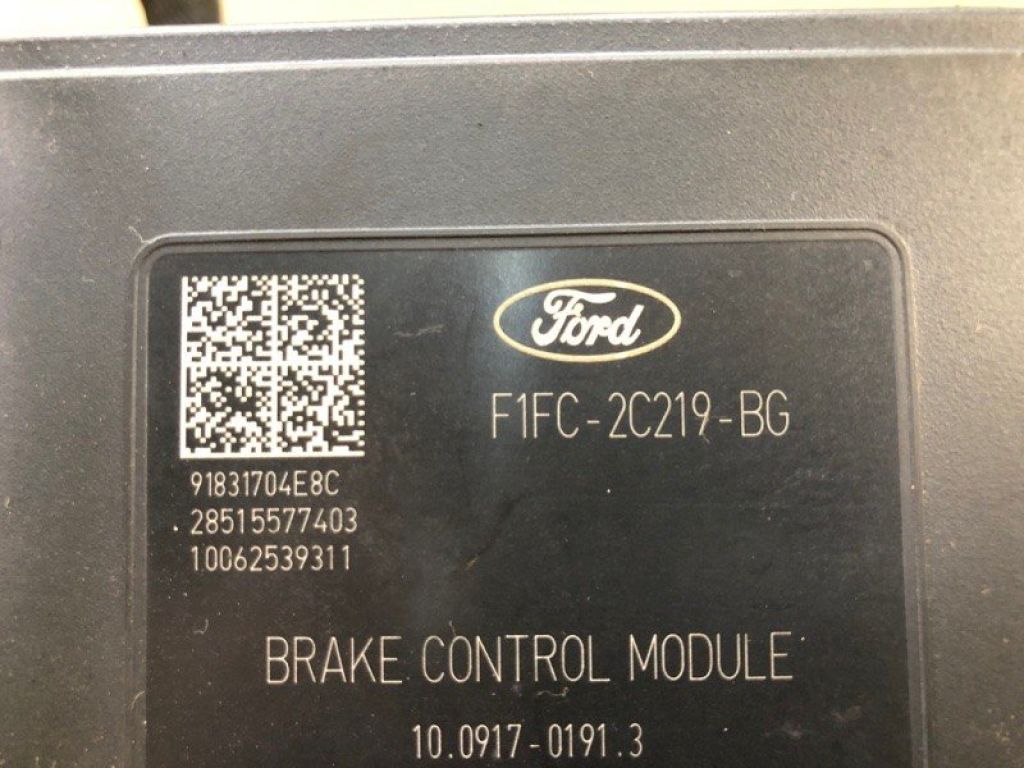 Ford
F1FC-2C219-BG
91831704E8C
28515577403
10062539311
BRAKE CONTROL MODULE
10.0917-0191.3